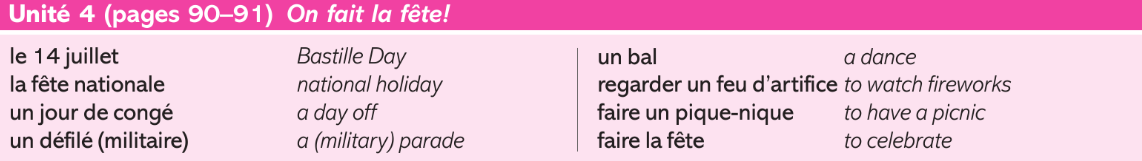 Unité 4 (pages 90–91) On fait la fête!
le 14 juillet Bastille Day
la fête nationale national holiday
un jour de congé a day off
un défilé (militaire) a (military) parade
un bal a dance
regarder un feu d'artifice to watch fireworks
faire un pique-nique to have a picnic
faire la fête to celebrate